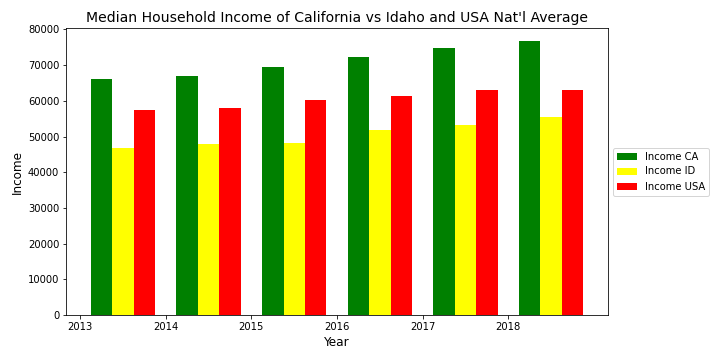 Median Household Income of California vs Idaho and USA Nat'l Average
80000
70000
60000
50000
40000
30000
20000
10000
0
Income
2013 2014 2015 2016 2017 2018
Year
Income CA
Income ID
Income USA